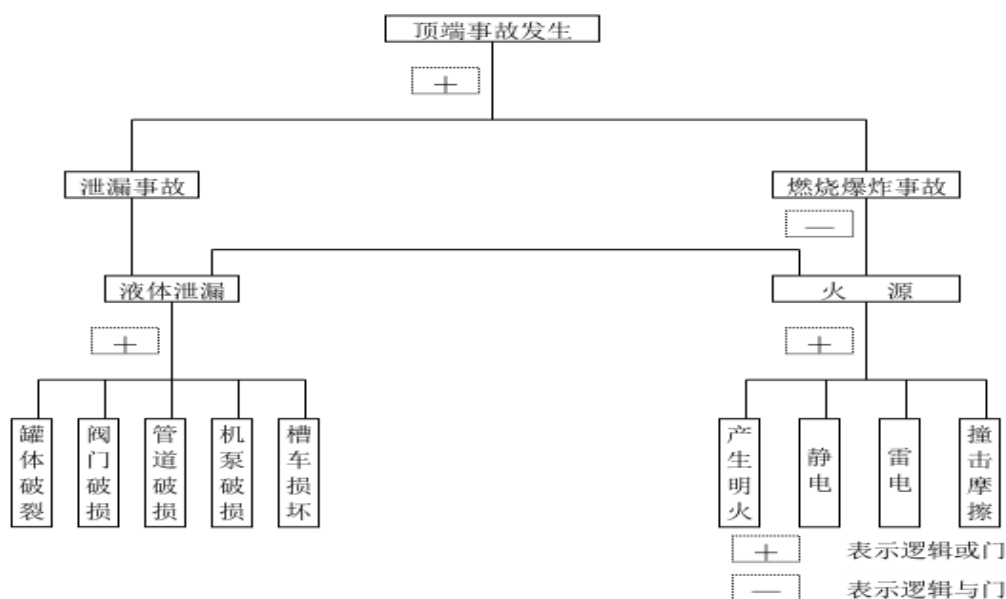 顶端事故发生
+
泄漏事故
燃烧爆炸事故
—
液体泄漏
火 源
+
+
罐体破裂
阀门破损
管道破损
机泵破损
槽车损坏
产生明火
静电
雷电
撞击摩擦
+ 表示逻辑或门
— 表示逻辑与门